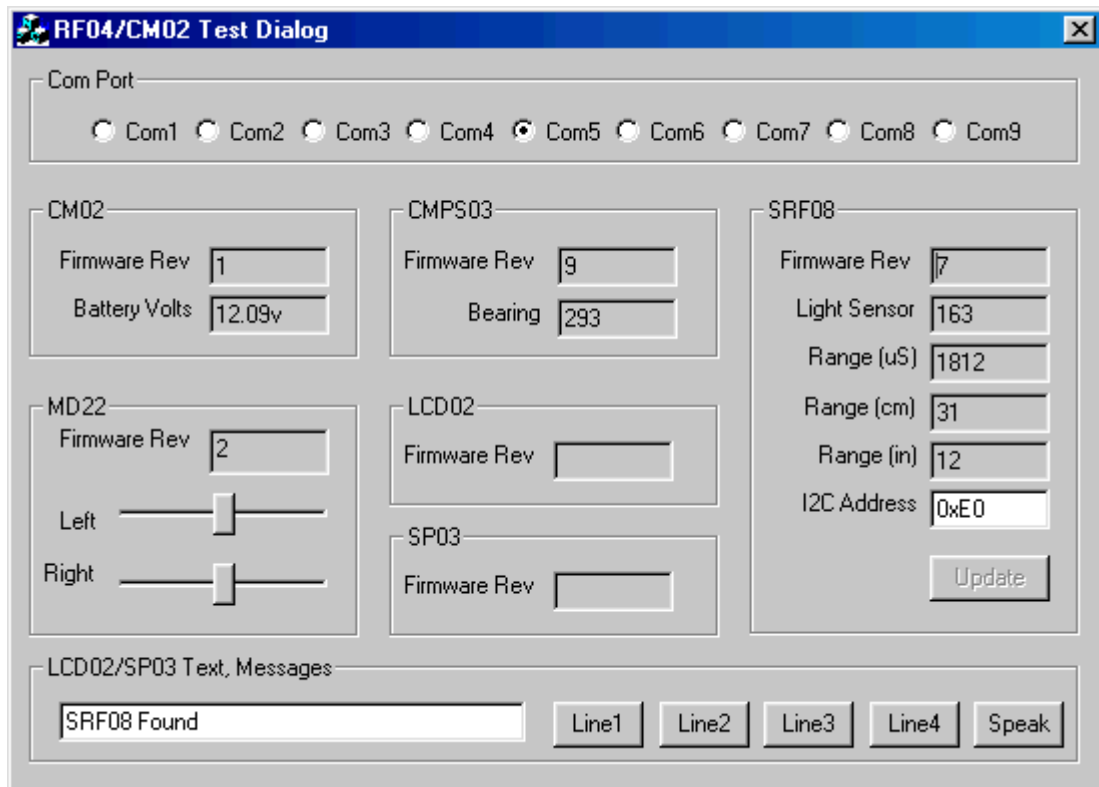 RF04/CM02 Test Dialog
Com Port
Com1 Com2 Com3 Com4 Com5 Com6 Com7 Com8 Com9
CM02
Firmware Rev 1
Battery Volts 12.09v
CMPS03
Firmware Rev 9
Bearing 293
SRF08
Firmware Rev 7
Light Sensor 163
Range (uS) 1812
Range (cm) 31
Range (in) 12
I2C Address 0xE0
Update
MD22
Firmware Rev 2
Left
Right
LCD02
Firmware Rev
SP03
Firmware Rev
LCD02/SP03 Text, Messages
SRF08 Found Line1 Line2 Line3 Line4 Speak